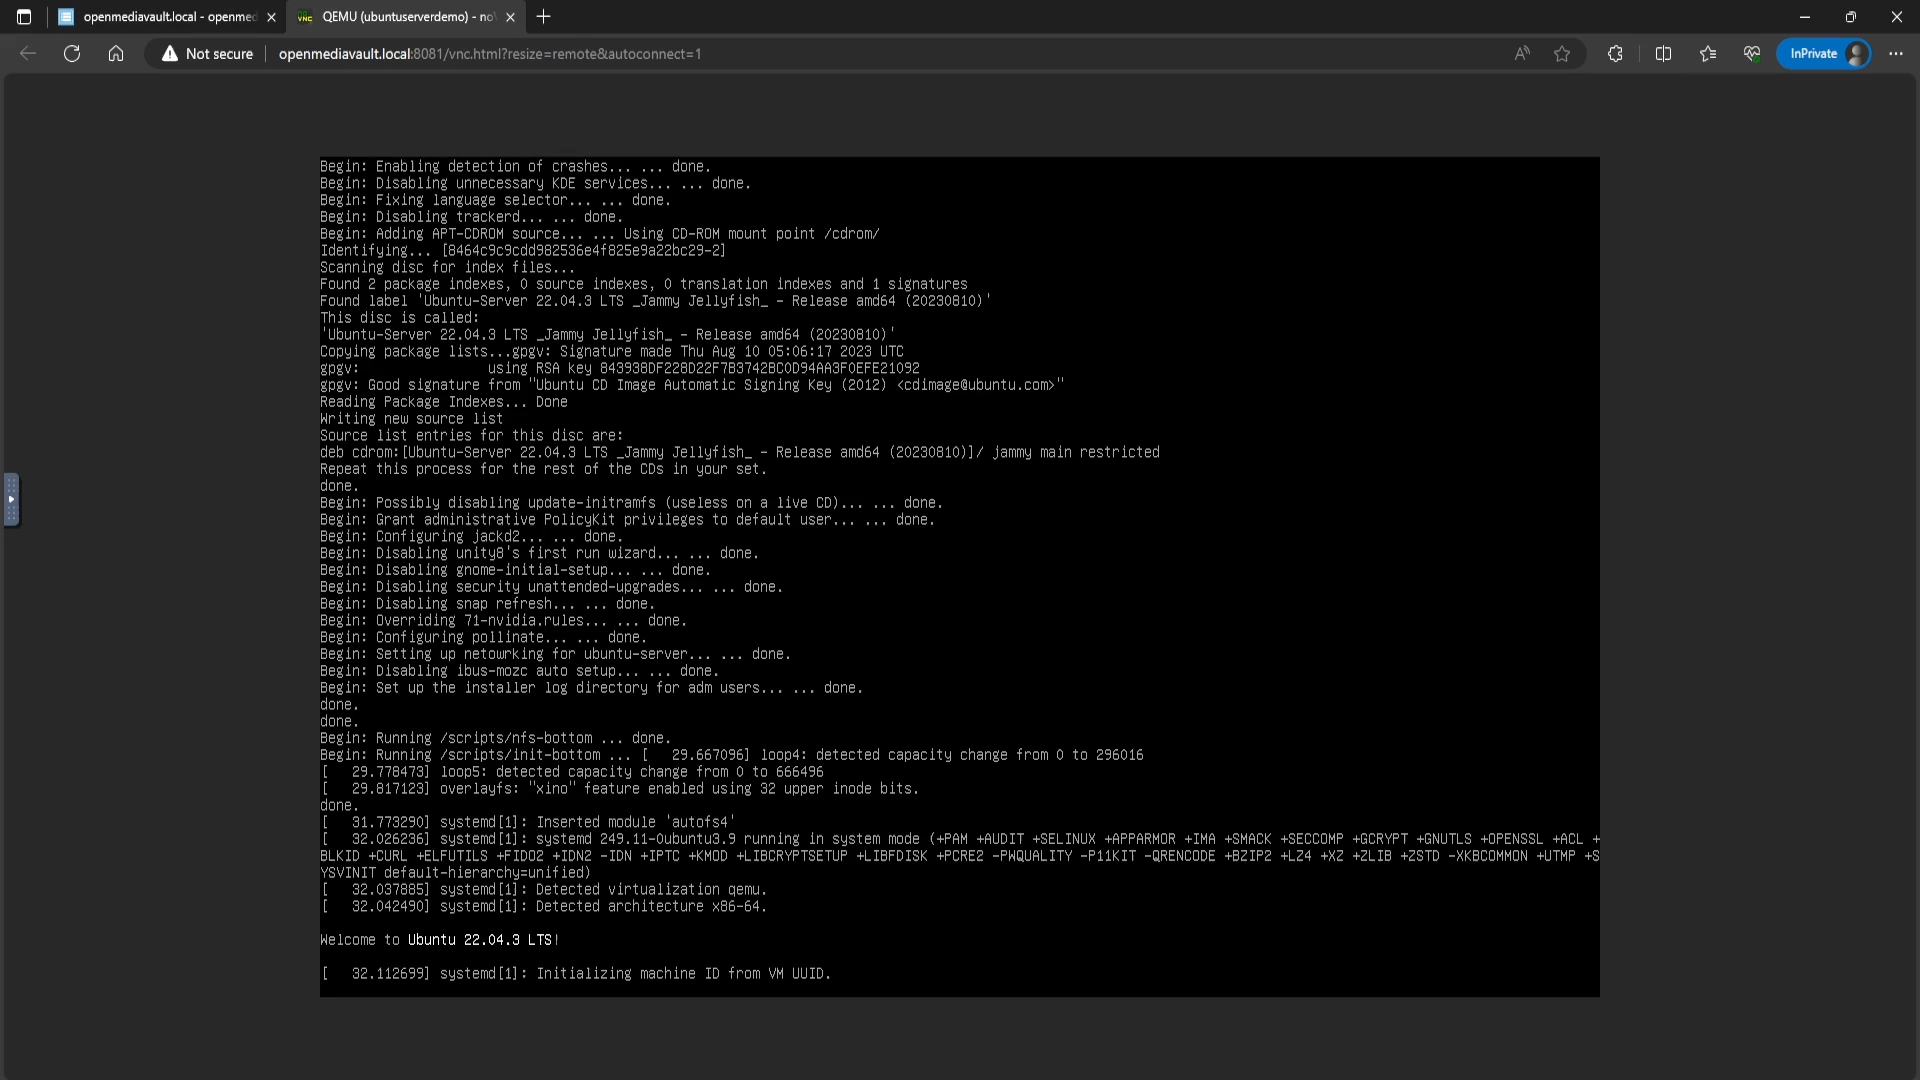 openmediavault.local - openmed
QEMU (ubuntuserverdemo) - no
Not secure
openmediavault.local:8081/vnc.html?resize=remote&autoconnect=1
InPrivate
Begin: Enabling detection of crashes... ... done.
Begin: Disabling unnecessary KDE services... ... done.
Begin: Fixing language selector... ... done.
Begin: Disabling trackerd... ... done.
Begin: Adding APT-CDROM source... ... Using CD-ROM mount point /cdrom/
Identifying... [8464c9c9cdd982536e4f825e9a22bc29-2]
Scanning disc for index files...
Found 2 package indexes, 0 source indexes, 0 translation indexes and 1 signatures
Found label 'Ubuntu-Server 22.04.3 LTS _Jammy Jellyfish_ - Release amd64 (20230810)'
This disc is called:
'Ubuntu-Server 22.04.3 LTS _Jammy Jellyfish_ - Release amd64 (20230810)'
Copying package lists...gpgv: Signature made Thu Aug 10 05:06:17 2023 UTC
gpgv:                using RSA key 843938DF228D22F7B3742BC0D94AA3F0EFE21092
gpgv: Good signature from "Ubuntu CD Image Automatic Signing Key (2012) <cdimage@ubuntu.com>"
Reading Package Indexes... Done
Writing new source list
Source list entries for this disc are:
deb cdrom:[Ubuntu-Server 22.04.3 LTS _Jammy Jellyfish_ - Release amd64 (20230810)]/ jammy main restricted
Repeat this process for the rest of the CDs in your set.
done.
Begin: Possibly disabling update-initramfs (useless on a live CD)... ... done.
Begin: Grant administrative PolicyKit privileges to default user... ... done.
Begin: Configuring jackd2... ... done.
Begin: Disabling unity8's first run wizard... ... done.
Begin: Disabling gnome-initial-setup... ... done.
Begin: Disabling security unattended-upgrades... ... done.
Begin: Disabling snap refresh... ... done.
Begin: Overriding 71-nvidia.rules... ... done.
Begin: Configuring pollinate... ... done.
Begin: Setting up netowrking for ubuntu-server... ... done.
Begin: Disabling ibus-mozc auto setup... ... done.
Begin: Set up the installer log directory for adm users... ... done.
done.
done.
Begin: Running /scripts/nfs-bottom ... done.
Begin: Running /scripts/init-bottom ... [   29.667096] loop4: detected capacity change from 0 to 296016
[   29.778473] loop5: detected capacity change from 0 to 666496
[   29.817123] overlayfs: "xino" feature enabled using 32 upper inode bits.
done.
[   31.773290] systemd[1]: Inserted module 'autofs4'
[   32.026236] systemd[1]: systemd 249.11-0ubuntu3.9 running in system mode (+PAM +AUDIT +SELINUX +APPARMOR +IMA +SMACK +SECCOMP +GCRYPT +GNUTLS +OPENSSL +ACL +
BLKID +CURL +ELFUTILS +FIDO2 +IDN2 -IDN +IPTC +KMOD +LIBCRYPTSETUP +LIBFDISK +PCRE2 -PWQUALITY -P11KIT -QRENCODE +BZIP2 +LZ4 +XZ +ZLIB +ZSTD -XKBCOMMON +UTMP +S
YSVINIT default-hierarchy=unified)
[   32.037885] systemd[1]: Detected virtualization qemu.
[   32.042490] systemd[1]: Detected architecture x86-64.
Welcome to Ubuntu 22.04.3 LTS!
[   32.112699] systemd[1]: Initializing machine ID from VM UUID.